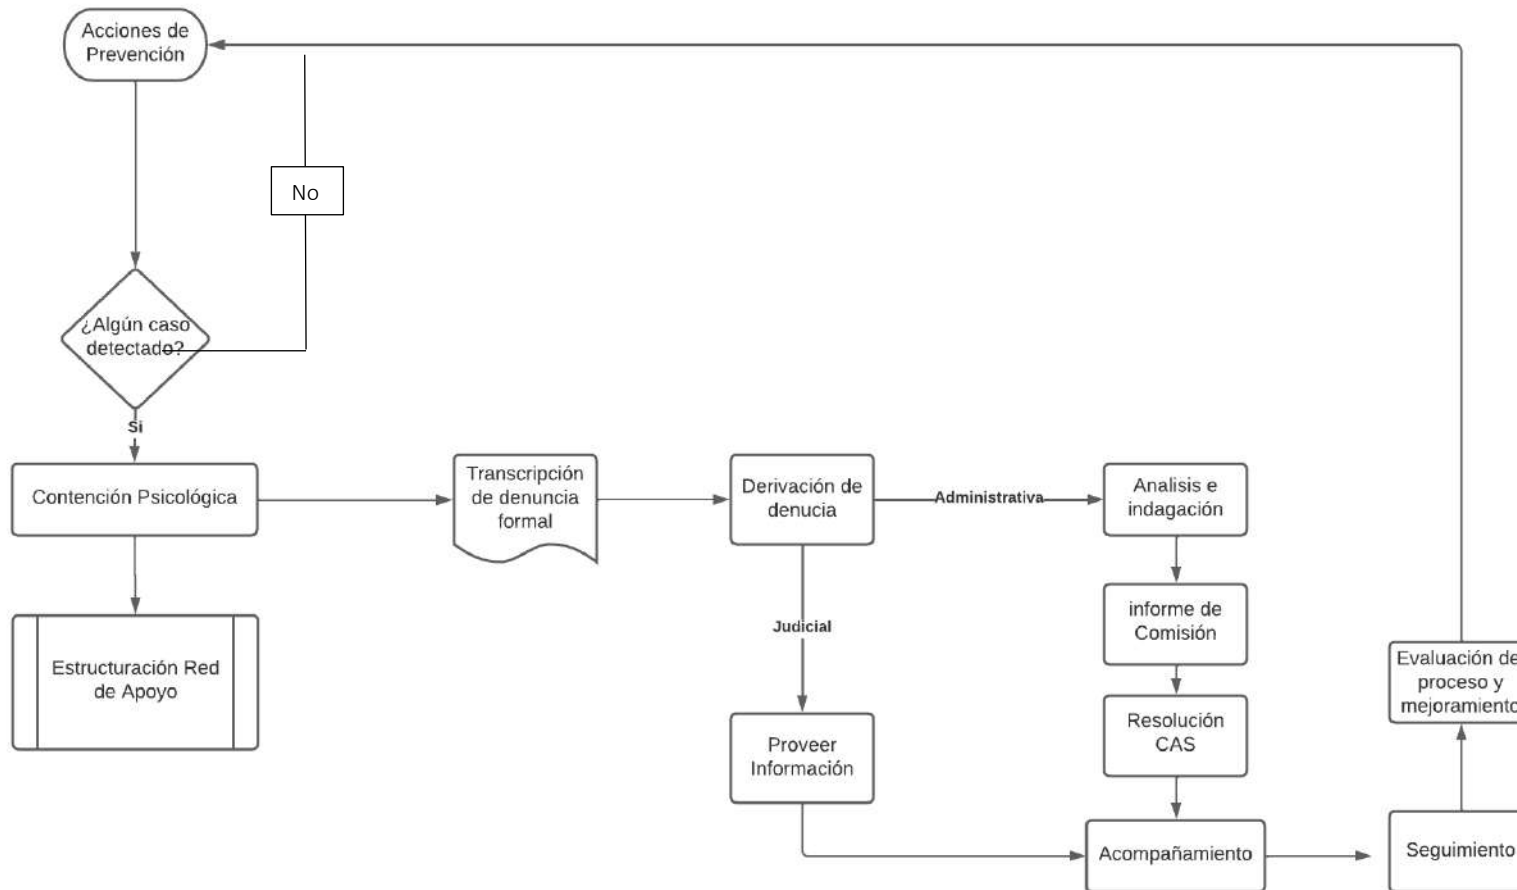 Acciones de
Prevención
No
¿Algún caso
detectado?
Si
Contención Psicológica
Transcripción
de denuncia
formal
Derivación de
denucia
Administrativa
Analisis e
indagación
informe de
Comisión
Judicial
Estructuración Red
de Apoyo
Evaluación de
proceso y
mejoramiento
Resolución
CAS
Proveer
Información
Acompañamiento
Seguimiento